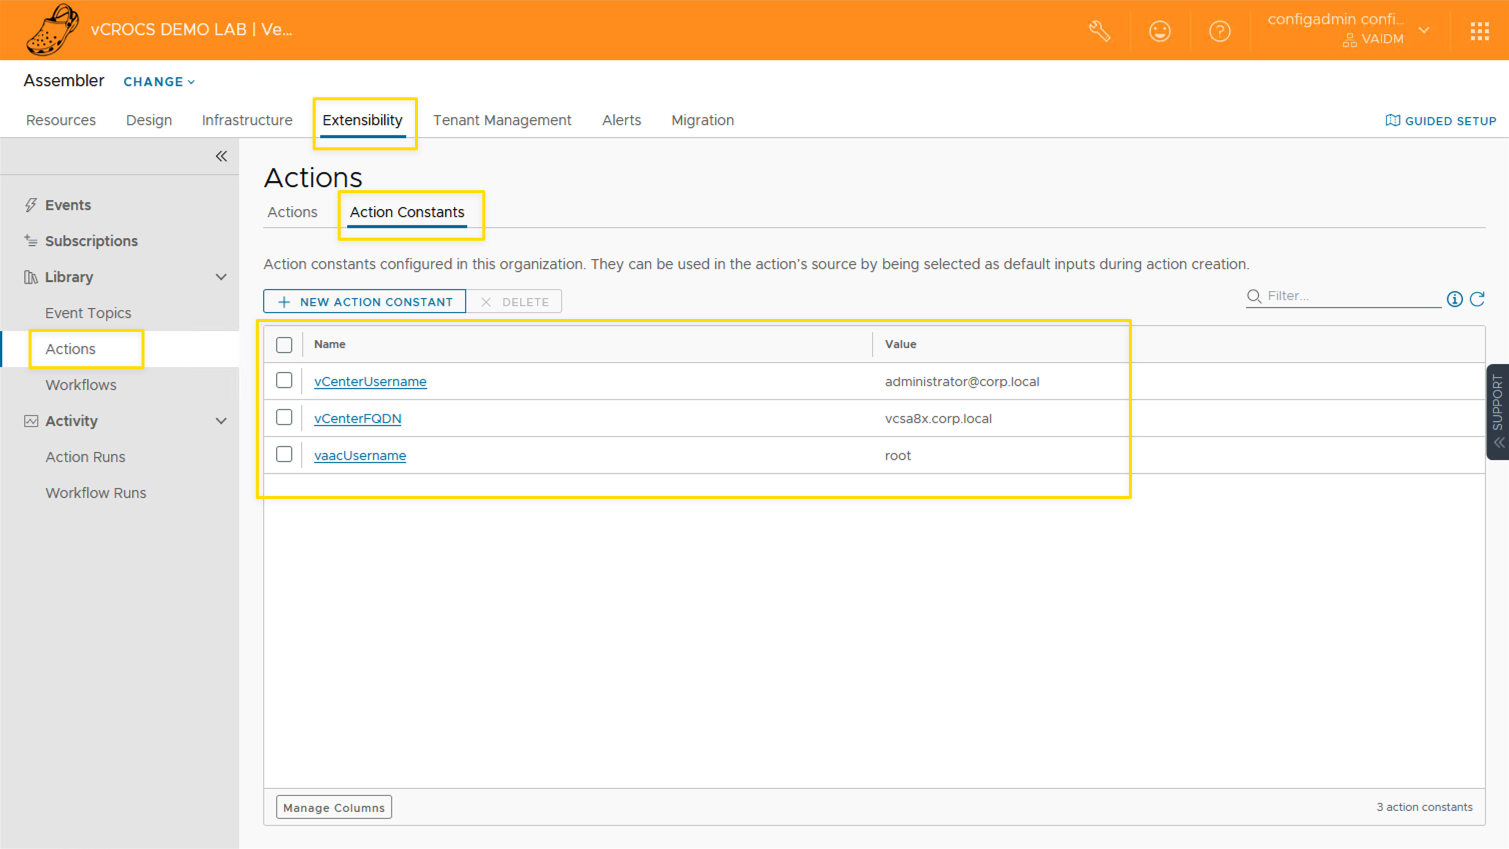 vCROCS DEMO LAB | Ve...
configadmin confi...
VAIDM
Assembler CHANGE
Resources Design Infrastructure Extensibility Tenant Management Alerts Migration
GUIDED SETUP
Events
Subscriptions
Library
Event Topics
Actions
Workflows
Activity
Action Runs
Workflow Runs
Actions
Actions Action Constants
Action constants configured in this organization. They can be used in the action's source by being selected as default inputs during action creation.
NEW ACTION CONSTANT DELETE
Filter...
Name Value
vCenterUsername administrator@corp.local
vCenterFQDN vcsa8x.corp.local
vaacUsername root
Manage Columns
3 action constants
SUPPORT